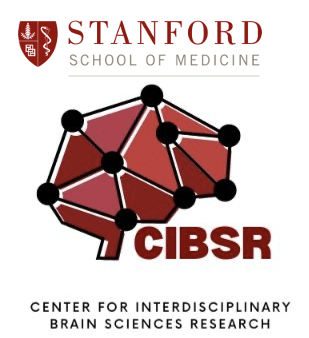 STANFORD
SCHOOL OF MEDICINE
CIBSR
CENTER FOR INTERDISCIPLINARY
BRAIN SCIENCES RESEARCH